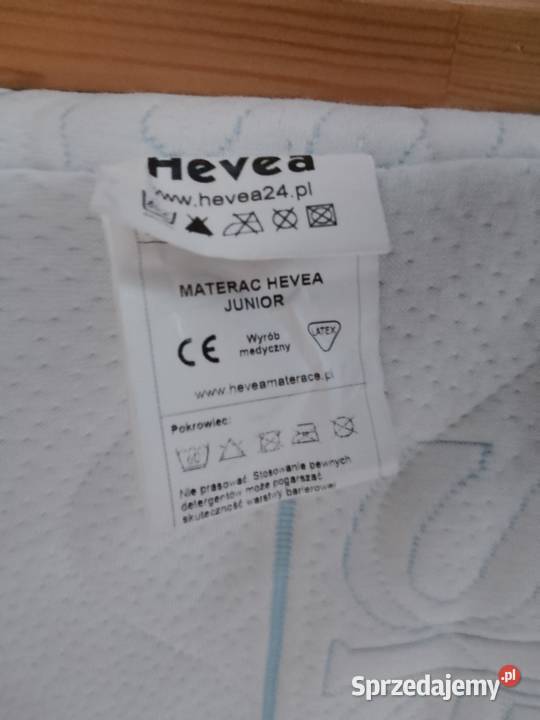 Hevea
www.hevea24.pl
MATERAC HEVEA
JUNIOR
CE
Wyrób
medyczny
LATEX
www.heveamaterace.pl
Pokrowiec:
Nie prasować. Stosowanie pewnych
detergentów może pogarszać
skuteczność warstwy barierowej
Sprzedajemy.pl